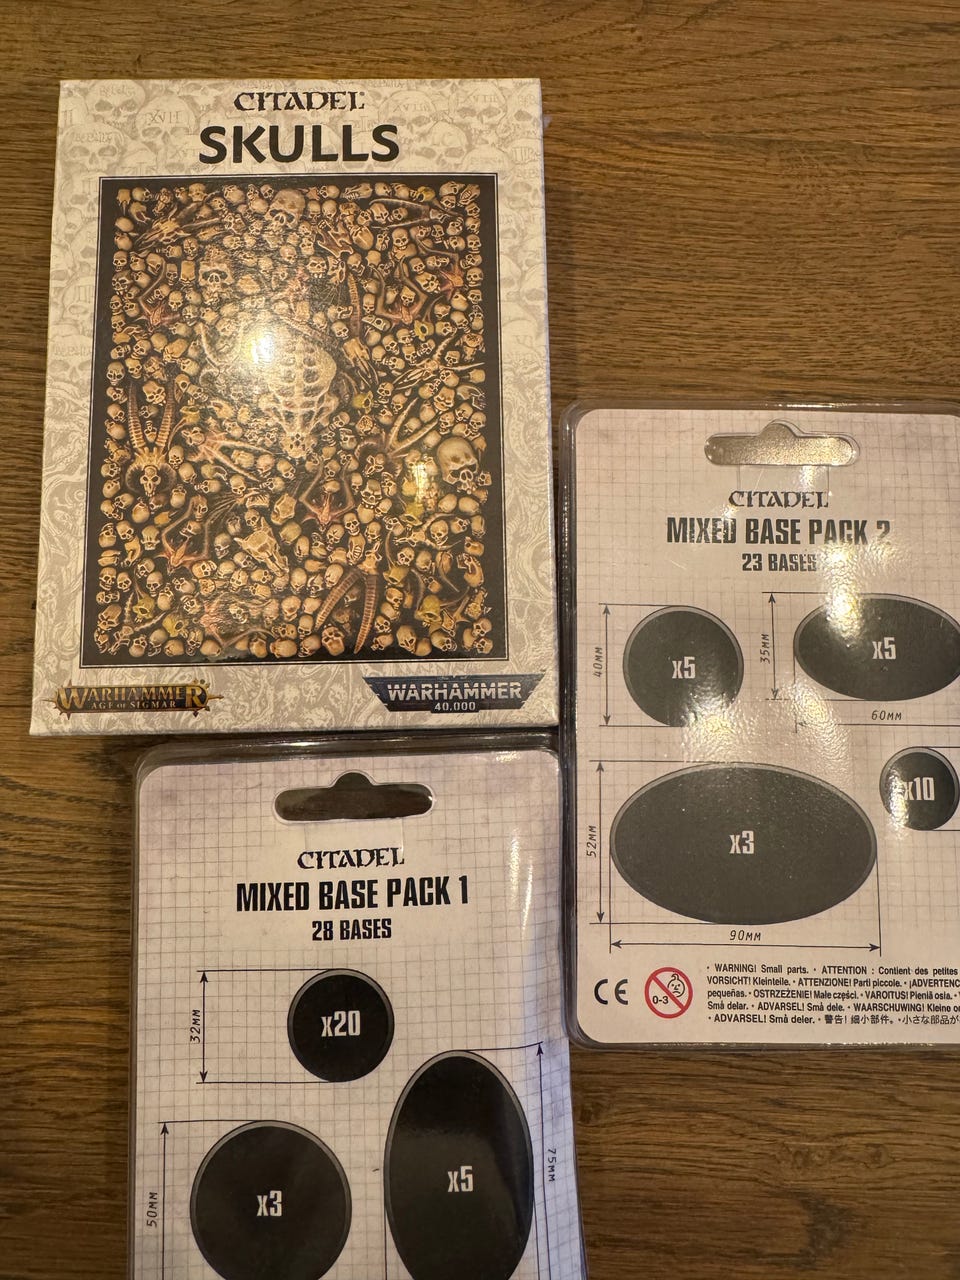 CITADEL
SKULLS
WARHAMMER
AGE OF SIGMAR
WARHAMMER
40,000
CITADEL
MIXED BASE PACK 2
23 BASES
40MM
x5
35MM
x5
60MM
52MM
x3
x10
90MM
CE
0-3
• WARNING! Small parts. • ATTENTION : Contient des petites
VORSICHT! Kleinteile. • ATTENZIONE! Parti piccole. • ¡ADVERTENC
pequeñas. • OSTRZEŻENIE! Małe części. • VAROITUS! Pieniä osia. •
Små delar. • ADVARSEL! Små dele. • WAARSCHUWING! Kleine on
• ADVARSEL! Små deler. • 警告! 細小部件。 • 小さな部品が
CITADEL
MIXED BASE PACK 1
28 BASES
32MM
x20
50MM
x3
x5
75MM